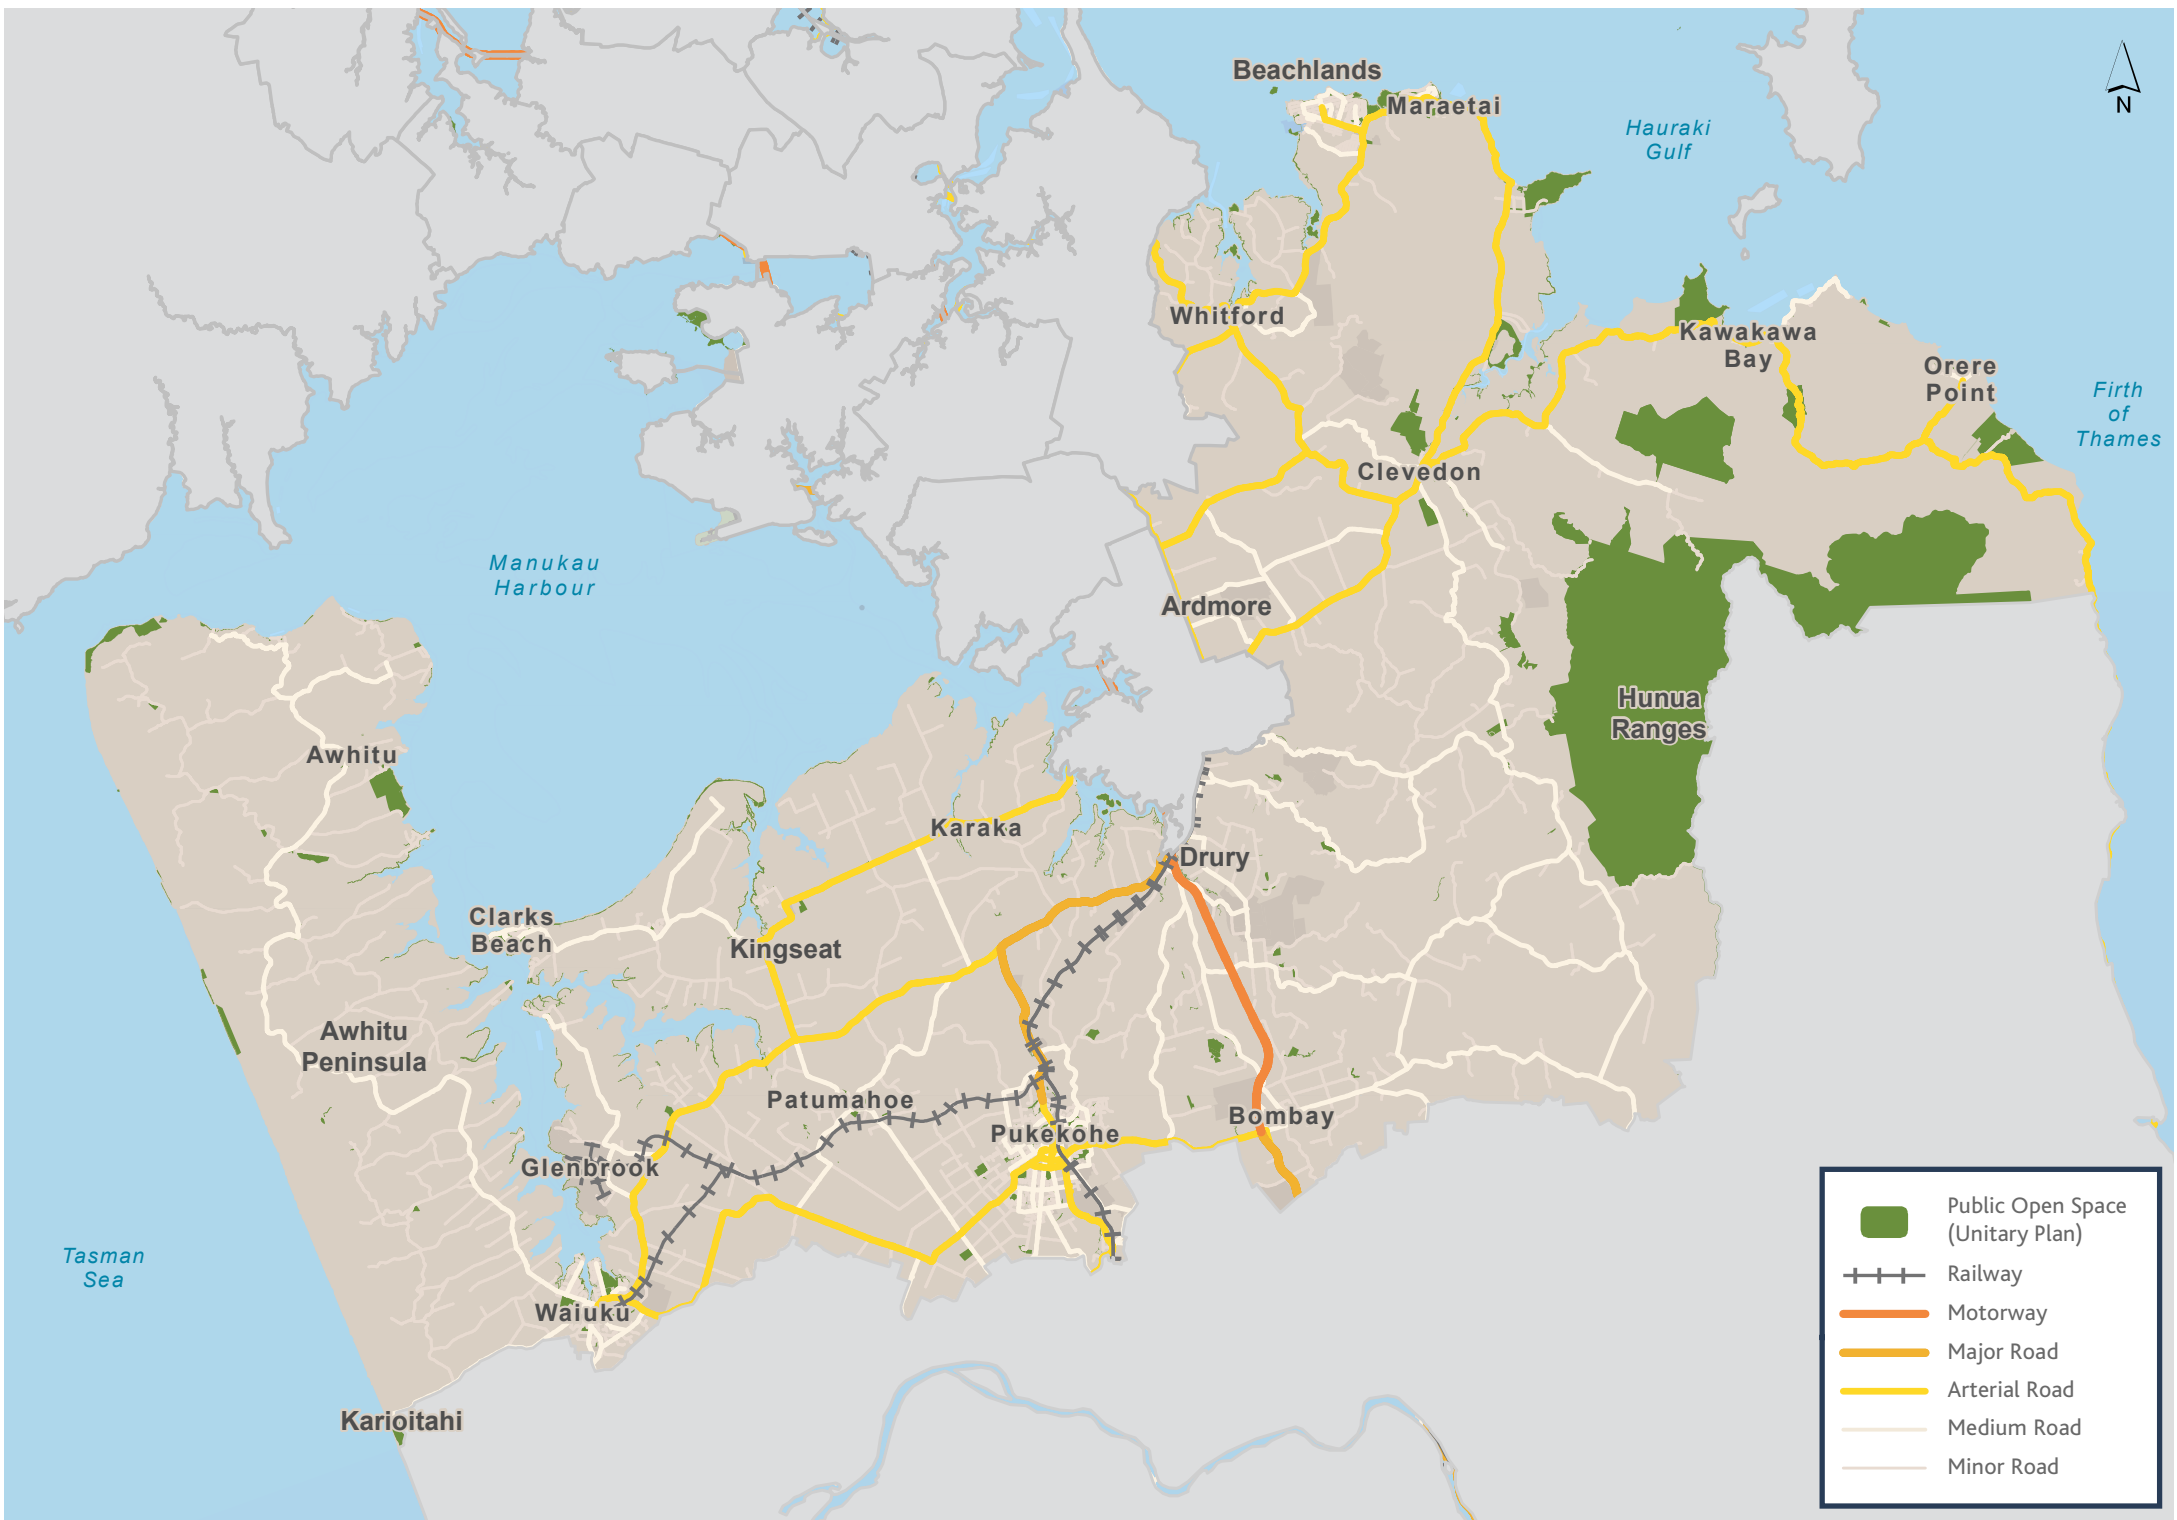 Beachlands
Maraetai
N
Hauraki
Gulf
Whitford
Kawakawa
Bay
Orere
Point
Firth
of
Thames
Clevedon
Manukau
Harbour
Ardmore
Hunua
Ranges
Awhitu
Karaka
Drury
Clarks
Beach
Kingseat
Awhitu
Peninsula
Patumahoe
Bombay
Pukekohe
Glenbrook
Tasman
Sea
Waiuku
Karioitahi
Public Open Space
(Unitary Plan)
Railway
Motorway
Major Road
Arterial Road
Medium Road
Minor Road